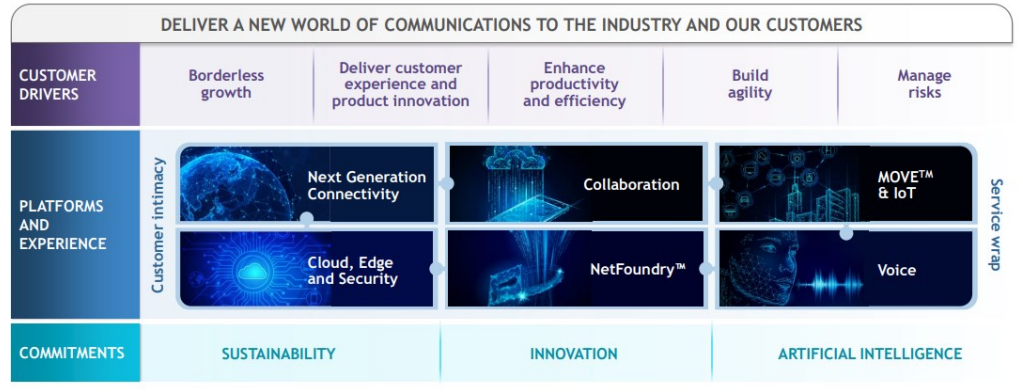 DELIVER A NEW WORLD OF COMMUNICATIONS TO THE INDUSTRY AND OUR CUSTOMERS
CUSTOMER
DRIVERS
Borderless
growth
Deliver customer
experience and
product innovation
Enhance
productivity
and efficiency
Build
agility
Manage
risks
PLATFORMS
AND
EXPERIENCE
Customer intimacy
Next Generation
Connectivity
Collaboration
MOVE™
& IoT
Cloud, Edge
and Security
NetFoundry™
Voice
Service wrap
COMMITMENTS
SUSTAINABILITY
INNOVATION
ARTIFICIAL INTELLIGENCE